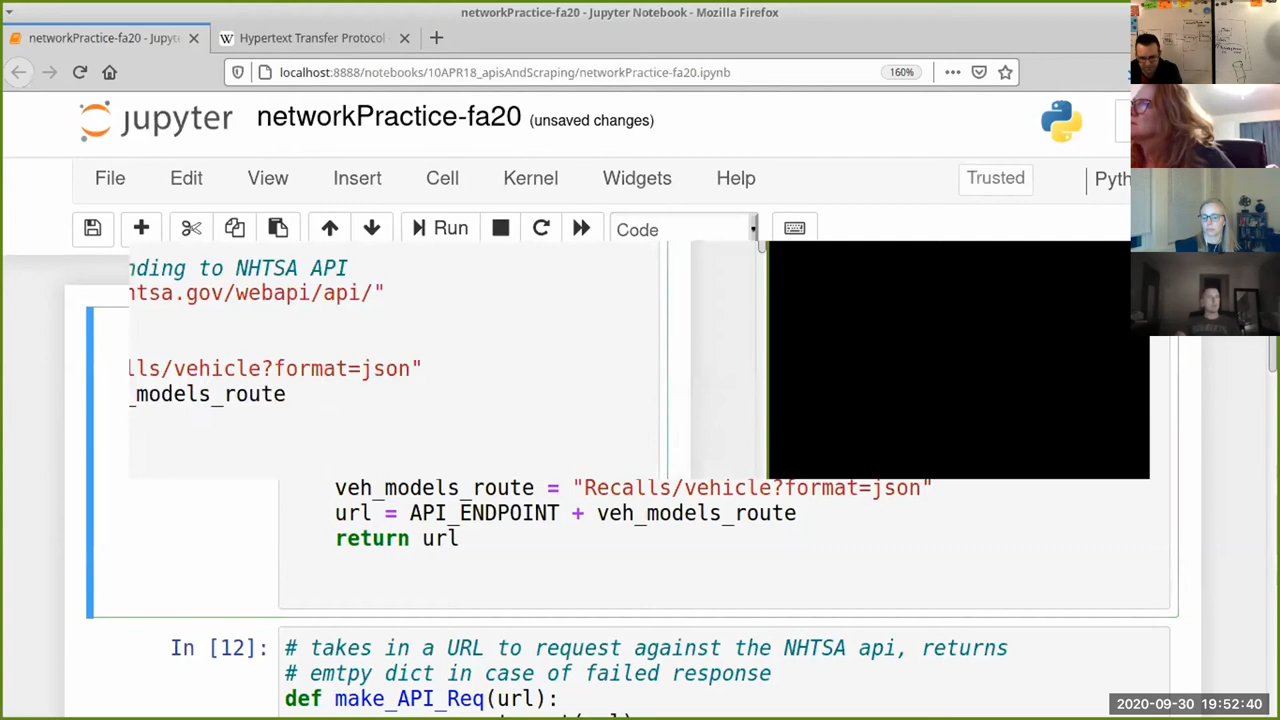 networkPractice-fa20 - Jupyter Notebook - Mozilla Firefox
networkPractice-fa20 - Jupyte
Hypertext Transfer Protocol
localhost:8888/notebooks/10APR18_apisAndScraping/networkPractice-fa20.ipynb
160%
jupyter networkPractice-fa20 (unsaved changes)
File Edit View Insert Cell Kernel Widgets Help Trusted Pyth
Run Code
nding to NHTSA API
htsa.gov/webapi/api/"
lls/vehicle?format=json"
_models_route
veh_models_route = "Recalls/vehicle?format=json"
url = API_ENDPOINT + veh_models_route
return url
In [12]:
# takes in a URL to request against the NHTSA api, returns
# emtpy dict in case of failed response
def make_API_Req(url):
2020-09-30 19:52:40